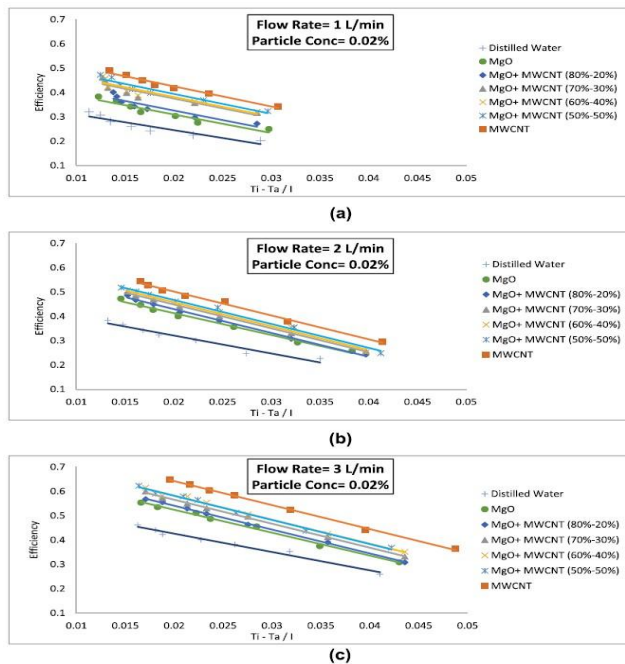 Flow Rate= 1 L/min
Particle Conc= 0.02%
(a)
0.7
0.6
0.5
0.4
0.3
0.2
0.1
Efficiency
0.01 0.015 0.02 0.025 0.03 0.035 0.04 0.045 0.05
Ti - Ta / I
Distilled Water
MgO
MgO+ MWCNT (80%-20%)
MgO+ MWCNT (70%-30%)
MgO+ MWCNT (60%-40%)
MgO+ MWCNT (50%-50%)
MWCNT
(a)
Flow Rate= 2 L/min
Particle Conc= 0.02%
(b)
0.7
0.6
0.5
0.4
0.3
0.2
0.1
Efficiency
0.01 0.015 0.02 0.025 0.03 0.035 0.04 0.045 0.05
Ti - Ta / I
Distilled Water
MgO
MgO+ MWCNT (80%-20%)
MgO+ MWCNT (70%-30%)
MgO+ MWCNT (60%-40%)
MgO+ MWCNT (50%-50%)
MWCNT
(b)
Flow Rate= 3 L/min
Particle Conc= 0.02%
(c)
0.7
0.6
0.5
0.4
0.3
0.2
0.1
Efficiency
0.01 0.015 0.02 0.025 0.03 0.035 0.04 0.045 0.05
Ti - Ta / I
Distilled Water
MgO
MgO+ MWCNT (80%-20%)
MgO+ MWCNT (70%-30%)
MgO+ MWCNT (60%-40%)
MgO+ MWCNT (50%-50%)
MWCNT
(c)